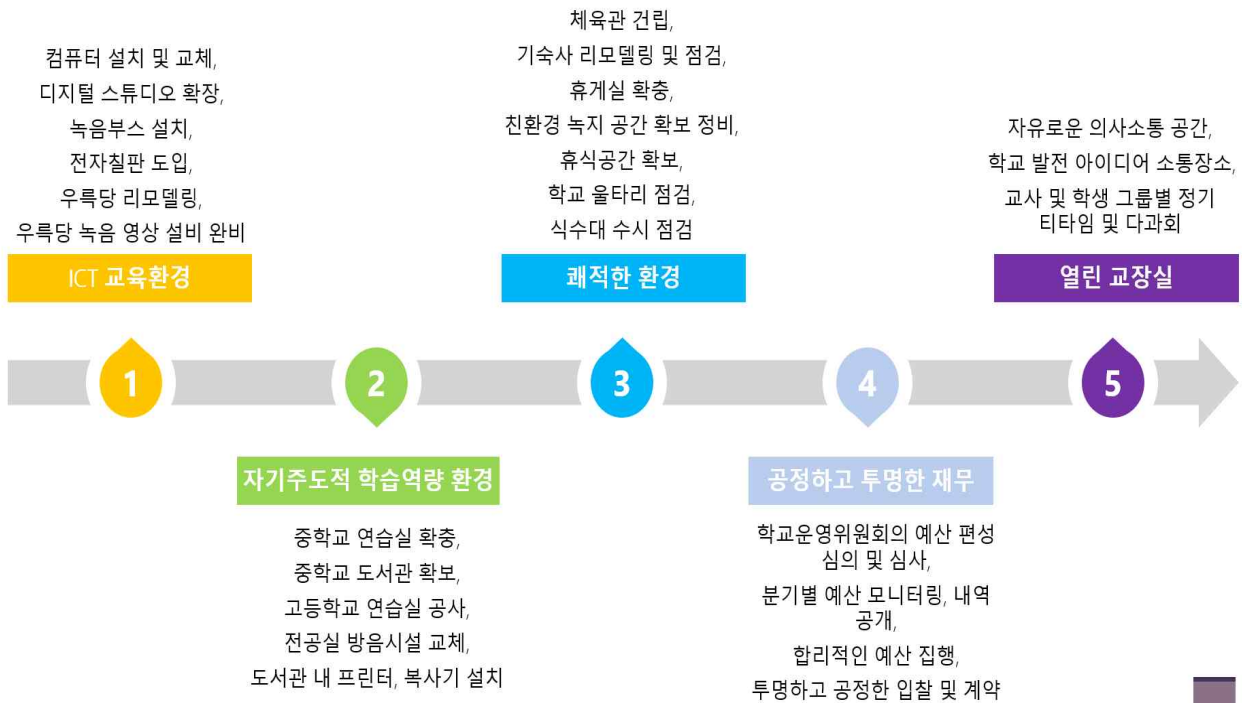 컴퓨터 설치 및 교체,
디지털 스튜디오 확장,
녹음부스 설치,
전자칠판 도입,
우륵당 리모델링,
우륵당 녹음 영상 설비 완비
ICT 교육환경
체육관 건립,
기숙사 리모델링 및 점검,
휴게실 확충,
친환경 녹지 공간 확보 정비,
휴식공간 확보,
학교 울타리 점검,
식수대 수시 점검
쾌적한 환경
자유로운 의사소통 공간,
학교 발전 아이디어 소통장소,
교사 및 학생 그룹별 정기
티타임 및 다과회
열린 교장실
1
2
3
4
5
자기주도적 학습역량 환경
중학교 연습실 확충,
중학교 도서관 확보,
고등학교 연습실 공사,
전공실 방음시설 교체,
도서관 내 프린터, 복사기 설치
공정하고 투명한 재무
학교운영위원회의 예산 편성
심의 및 심사,
분기별 예산 모니터링, 내역
공개,
합리적인 예산 집행,
투명하고 공정한 입찰 및 계약